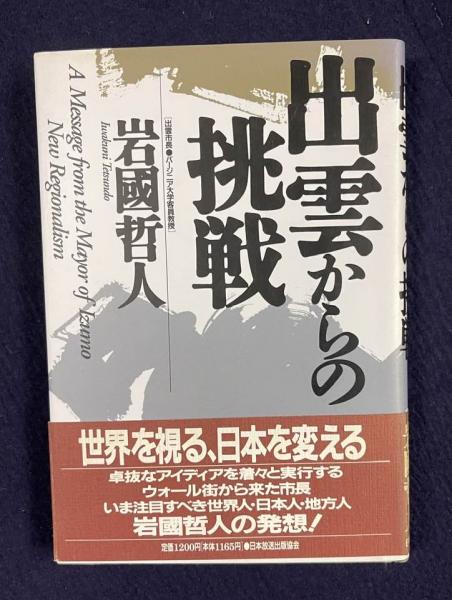 出雲からの
挑戦
[出雲市長●バージニア大学客員教授]
岩國哲人
Iwakuni Tetsundo
A Message from the Mayor of Izumo
New Regionalism
世界を視る、日本を変える
卓抜なアイディアを着々と実行する
ウォール街から来た市長
いま注目すべき世界人・日本人・地方人
岩國哲人の発想!
定価1200円[本体1165円]●日本放送出版協会